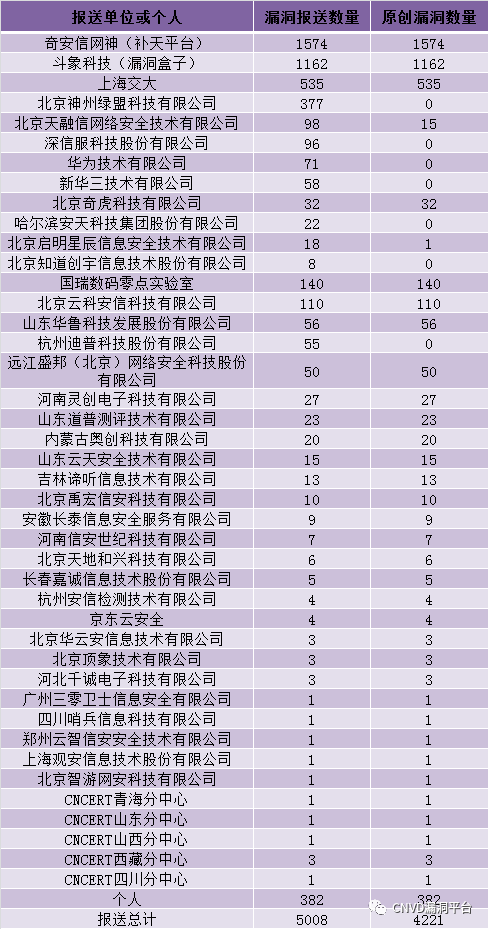 报送单位或个人 漏洞报送数量 原创漏洞数量
奇安信网神（补天平台） 1574 1574
斗象科技（漏洞盒子） 1162 1162
上海交大 535 535
北京神州绿盟科技有限公司 377 0
北京天融信网络安全技术有限公司 98 15
深信服科技股份有限公司 96 0
华为技术有限公司 71 0
新华三技术有限公司 58 0
北京奇虎科技有限公司 32 32
哈尔滨安天科技集团股份有限公司 22 0
北京启明星辰信息安全技术有限公司 18 1
北京知道创宇信息技术股份有限公司 8 0
国瑞数码零点实验室 140 140
北京云科安信科技有限公司 110 110
山东华鲁科技发展股份有限公司 56 56
杭州迪普科技股份有限公司 55 0
远江盛邦（北京）网络安全科技股份
有限公司 50 50
河南灵创电子科技有限公司 27 27
山东道普测评技术有限公司 23 23
内蒙古奥创科技有限公司 20 20
山东云天安全技术有限公司 15 15
吉林谛听信息技术有限公司 13 13
北京禹宏信安科技有限公司 10 10
安徽长泰信息安全服务有限公司 9 9
河南信安世纪科技有限公司 7 7
北京天地和兴科技有限公司 6 6
长春嘉诚信息技术股份有限公司 5 5
杭州安信检测技术有限公司 4 4
京东云安全 4 4
北京华云安信息技术有限公司 3 3
北京顶象技术有限公司 3 3
河北千诚电子科技有限公司 3 3
广州三零卫士信息安全有限公司 1 1
四川哨兵信息科技有限公司 1 1
郑州云智信安安全技术有限公司 1 1
上海观安信息技术股份有限公司 1 1
北京智游网安科技有限公司 1 1
CNCERT青海分中心 1 1
CNCERT山东分中心 1 1
CNCERT山西分中心 1 1
CNCERT西藏分中心 3 3
CNCERT四川分中心 1 1
个人 382 382
报送总计 5008 4221
CNVD漏洞平台